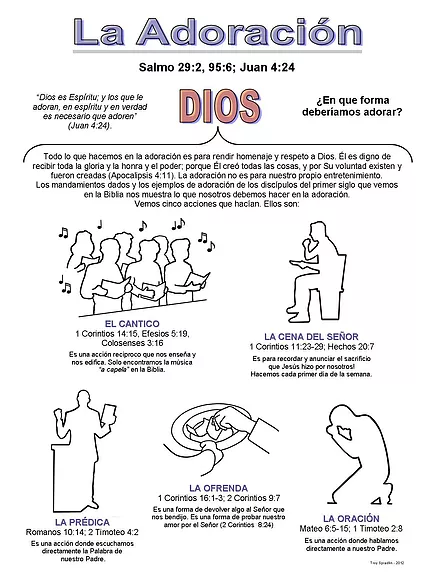 La Adoración
Salmo 29:2, 95:6; Juan 4:24
“Dios es Espíritu; y los que le
adoran, en espíritu y en verdad
es necesario que adoren”
(Juan 4:24).
DIOS
¿En que forma
deberíamos adorar?
Todo lo que hacemos en la adoración es para rendir homenaje y respeto a Dios. Él es digno de
recibir toda la gloria y la honra y el poder; porque Él creó todas las cosas, y por Su voluntad existen y
fueron creadas (Apocalipsis 4:11). La adoración no es para nuestro propio entretenimiento.
Los mandamientos dados y los ejemplos de adoración de los discípulos del primer siglo que vemos
en la Biblia nos muestra lo que nosotros debemos hacer en la adoración.
Vemos cinco acciones que hacían. Ellos son:
EL CANTICO
1 Corintios 14:15, Efesios 5:19,
Colosenses 3:16
Es una acción reciproco que nos enseña y
nos edifica. Solo encontramos la música
“a capela” en la Biblia.
LA CENA DEL SEÑOR
1 Corintios 11:23-29; Hechos 20:7
Es para recordar y anunciar el sacrificio
que Jesús hizo por nosotros!
Hacemos cada primer día de la semana.
LA PRÉDICA
Romanos 10:14; 2 Timoteo 4:2
Es una acción donde escuchamos
directamente la Palabra de
nuestro Padre.
LA OFRENDA
1 Corintios 16:1-3; 2 Corintios 9:7
Es una forma de devolver algo al Señor que
nos bendijo. Es una forma de probar nuestro
amor por el Señor (2 Corintios 8:24)
LA ORACIÓN
Mateo 6:5-15; 1 Timoteo 2:8
Es una acción donde hablamos
directamente a nuestro Padre.
Troy Spradlin - 2012